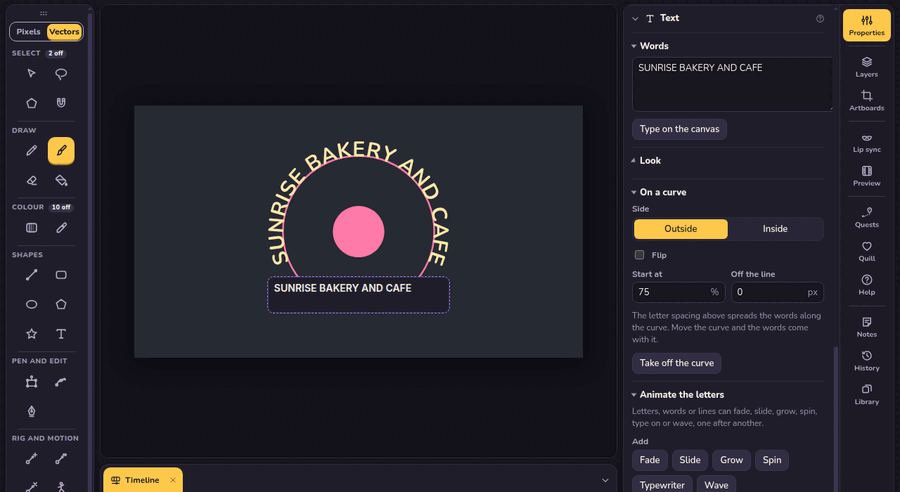 Pixels Vectors
SELECT 2 off
DRAW
COLOUR 10 off
SHAPES
PEN AND EDIT
RIG AND MOTION
SUNRISE BAKERY AND CAFE
SUNRISE BAKERY AND CAFE
Timeline
Text
Words
SUNRISE BAKERY AND CAFE
Type on the canvas
Look
On a curve
Side
Outside Inside
Flip
Start at Off the line
75 % 0 px
The letter spacing above spreads the words along
the curve. Move the curve and the words come
with it.
Take off the curve
Animate the letters
Letters, words or lines can fade, slide, grow, spin,
type on or wave, one after another.
Add
Fade Slide Grow Spin
Typewriter Wave
Properties
Layers
Artboards
Lip sync
Preview
Quests
Quill
Help
Notes
History
Library